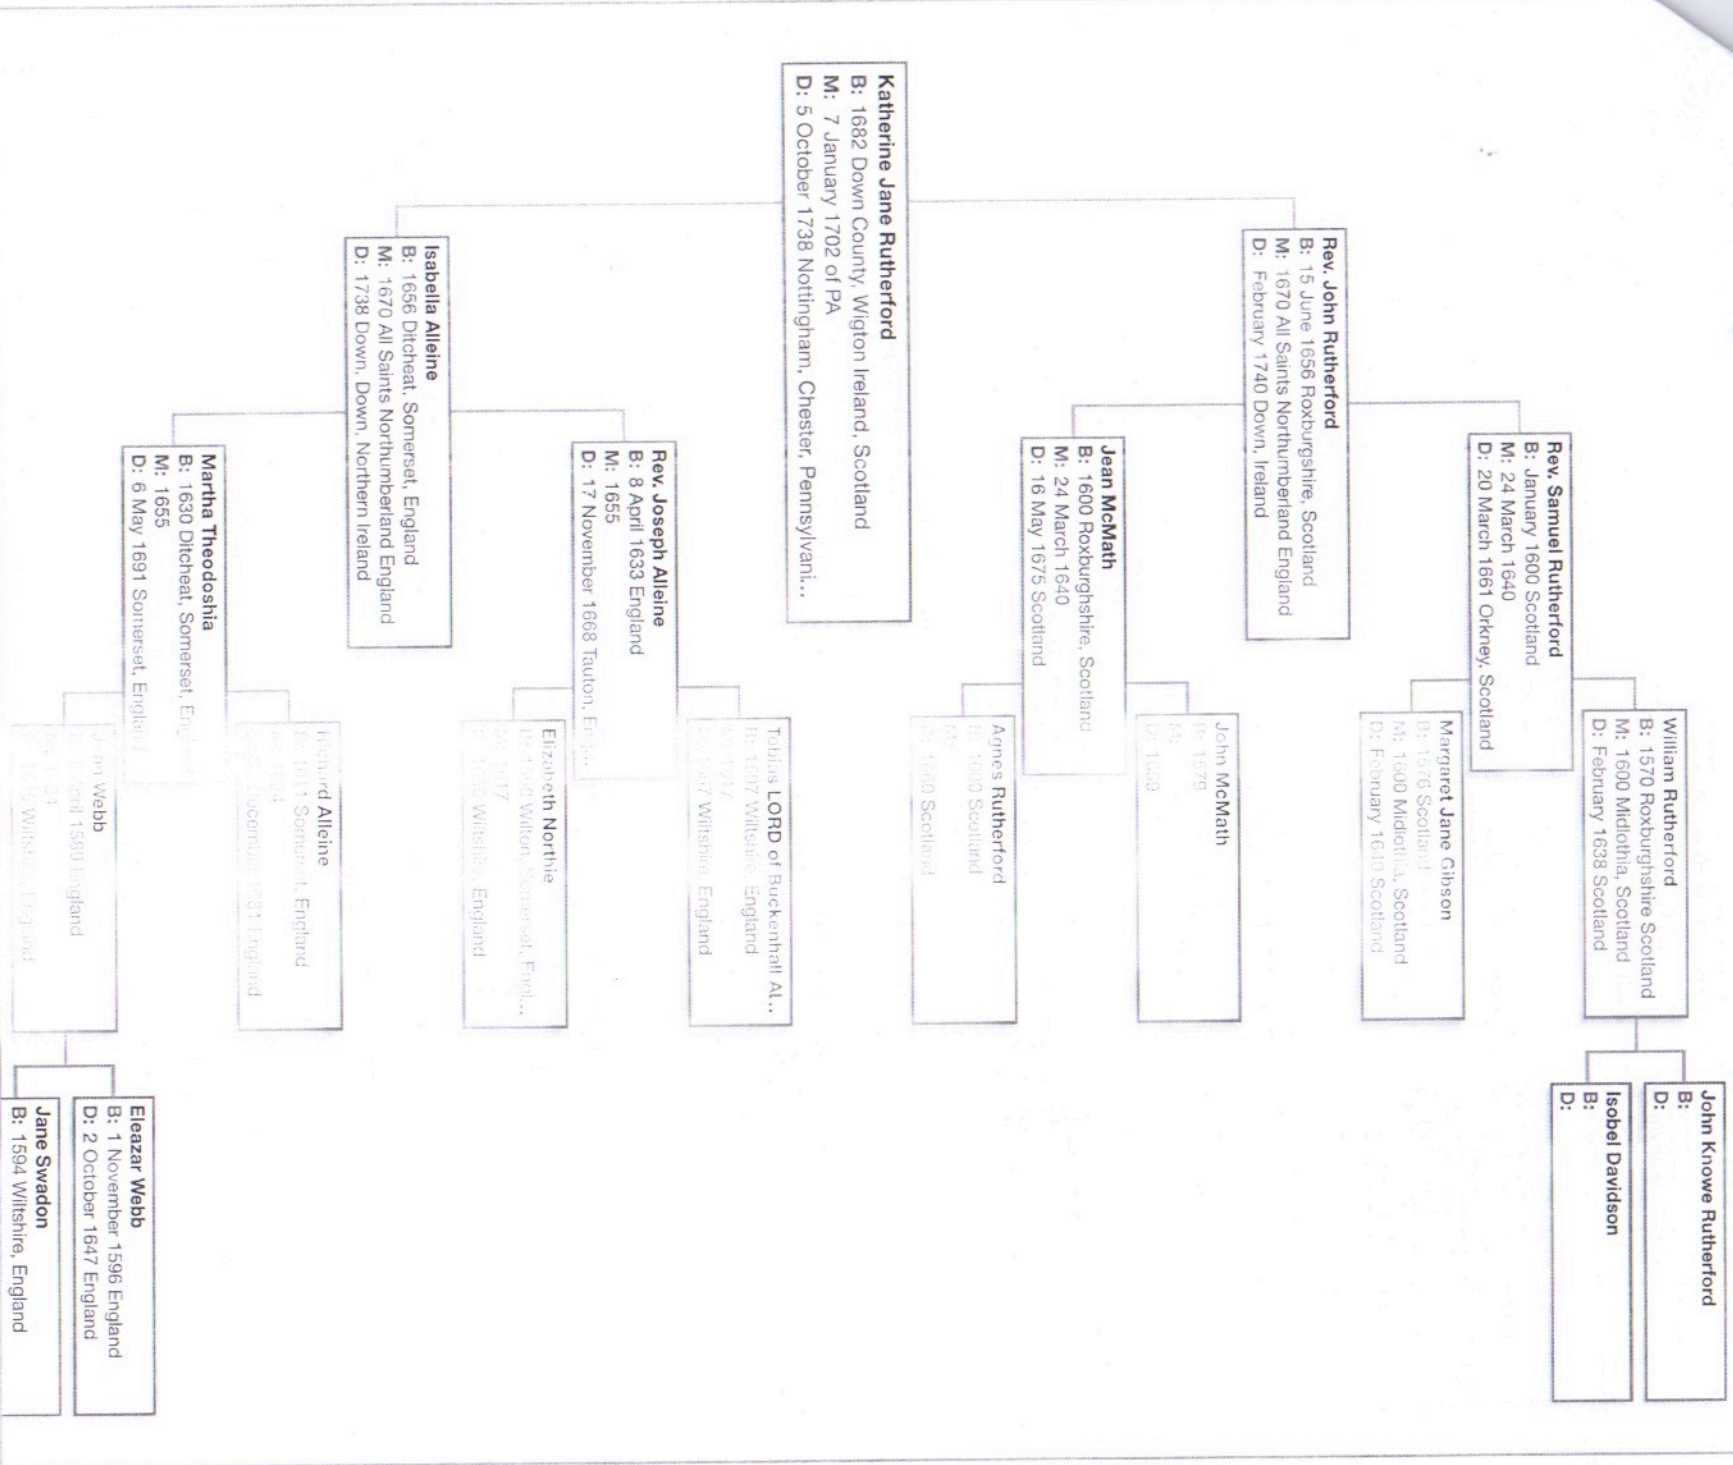 John Knowe Rutherford
B:
D:
William Rutherford
B: 1570 Roxburghshire Scotland
M: 1600 Midlothia, Scotland
D: February 1638 Scotland
Isobel Davidson
B:
D:
Rev. Samuel Rutherford
B: January 1600 Scotland
M: 24 March 1640
D: 20 March 1661 Orkney, Scotland
Margaret Jane Gibson
B: 1576 Scotland
M: 1600 Midlothia, Scotland
D: February 1640 Scotland
Rev. John Rutherford
B: 15 June 1656 Roxburgshire, Scotland
M: 1670 All Saints Northumberland England
D: February 1740 Down, Ireland
John McMath
B: 1579
M:
D:
Jean McMath
B: 1600 Roxburghshire, Scotland
M: 24 March 1640
D: 16 May 1675 Scotland
Agnes Rutherford
Scotland
M:
Scotland
Katherine Jane Rutherford
B: 1682 Down County, Wigton Ireland, Scotland
M: 7 January 1702 of PA
D: 5 October 1738 Nottingham, Chester, Pennsylvani...
Tobias LORD of Buckenhall AL...
Wiltshire, England
Wiltshire, England
Rev. Joseph Alleine
B: 8 April 1633 England
M: 1655
D: 17 November 1668 Tauton,
Elizabeth Northie
Wilton, Somerset, Engl...
Wiltshire, England
Isabella Alleine
B: 1656 Ditcheat, Somerset, England
M: 1670 All Saints Northumberland England
D: 1738 Down, Down, Northern Ireland
Alleine
Somerset, England
England
Martha Theodoshia
B: 1630 Ditcheat, Somerset,
M: 1655
D: 6 May 1691 Somerset, England
Eleazar Webb
B: 1 November 1596 England
D: 2 October 1647 England
Webb
April 1589 England
Wiltshire, England
Jane Swadon
B: 1594 Wiltshire, England